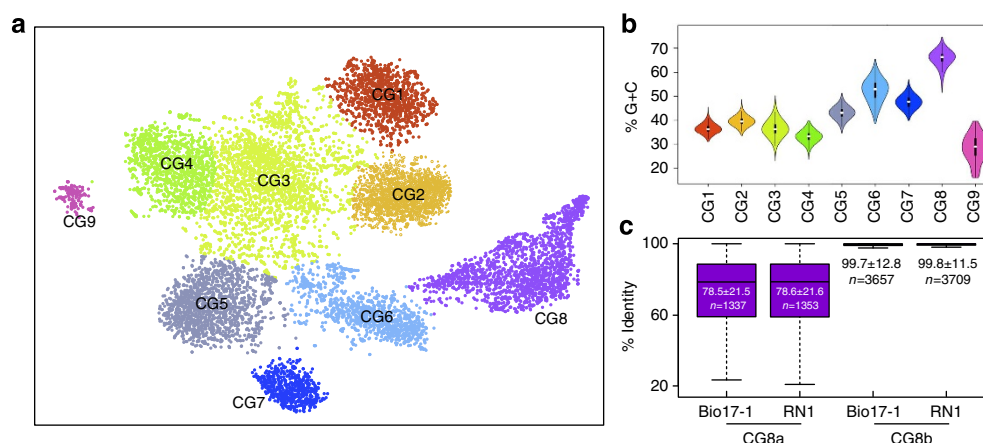 a
CG1
CG4
CG3
CG2
CG9
CG5
CG6
CG8
CG7
b
% G+C
70
60
50
40
30
20
CG1 CG2 CG3 CG4 CG5 CG6 CG7 CG8 CG9
c
% Identity
100
60
20
78.5±21.5
n=1337
78.6±21.6
n=1353
99.7±12.8
n=3657
99.8±11.5
n=3709
Bio17-1 RN1 Bio17-1 RN1
CG8a CG8b